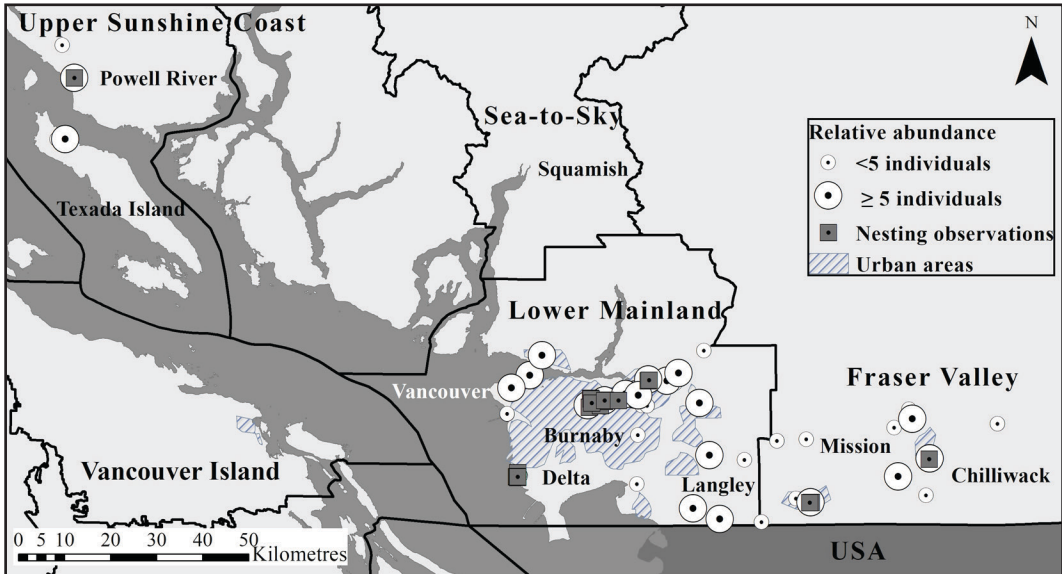 Upper Sunshine Coast
N
Powell River
Sea-to-Sky
Relative abundance
<5 individuals
Squamish
≥ 5 individuals
Texada Island
Nesting observations
Urban areas
Lower Mainland
Vancouver
Fraser Valley
Burnaby
Mission
Vancouver Island
Delta
Langley
Chilliwack
0 5 10 20 30 40 50
Kilometres
USA